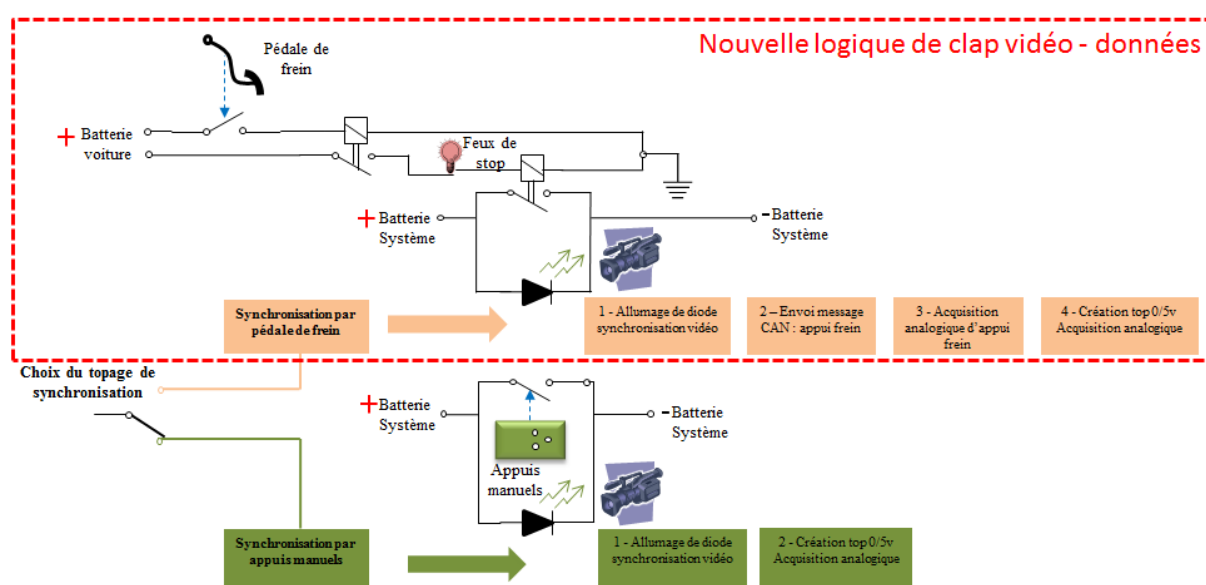 Nouvelle logique de clap vidéo - données
Pédale de
frein
+ Batterie
voiture
Feux de
stop
+ Batterie
Système
- Batterie
Système
Synchronisation par
pédale de frein
1 - Allumage de diode
synchronisation vidéo
2 – Envoi message
CAN : appui frein
3 - Acquisition
analogique d'appui
frein
4 - Création top 0/5v
Acquisition analogique
Choix du topage de
synchronisation
+ Batterie
Système
- Batterie
Système
Appuis
manuels
Synchronisation par
appuis manuels
1 - Allumage de diode
synchronisation vidéo
2 - Création top 0/5v
Acquisition analogique